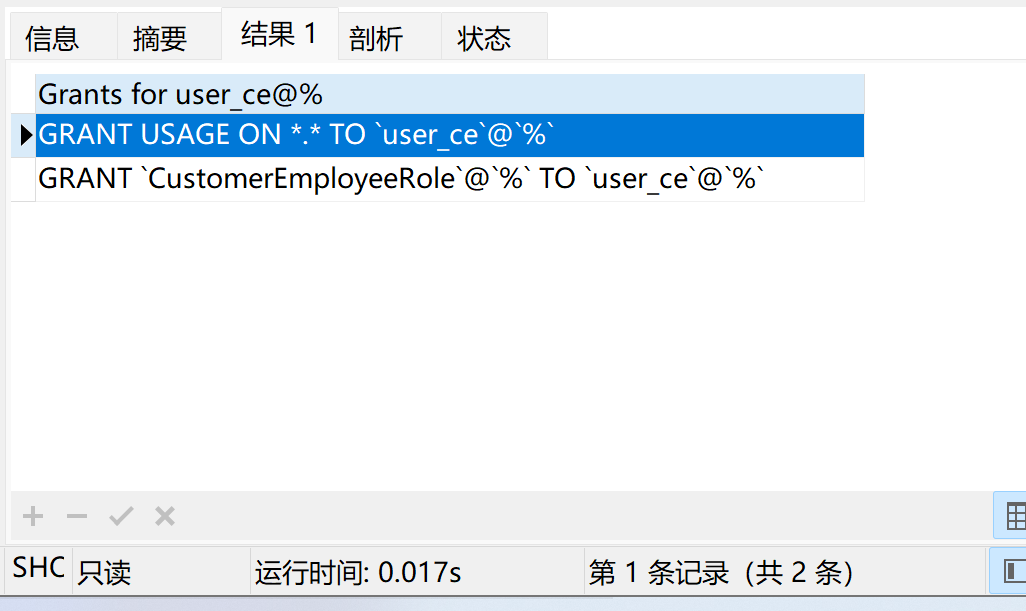 信息 摘要 结果 1 剖析 状态
Grants for user_ce@%
GRANT USAGE ON *.* TO `user_ce`@`%`
GRANT `CustomerEmployeeRole`@`%` TO `user_ce`@`%`
SHC 只读 运行时间: 0.017s 第 1 条记录（共 2 条）